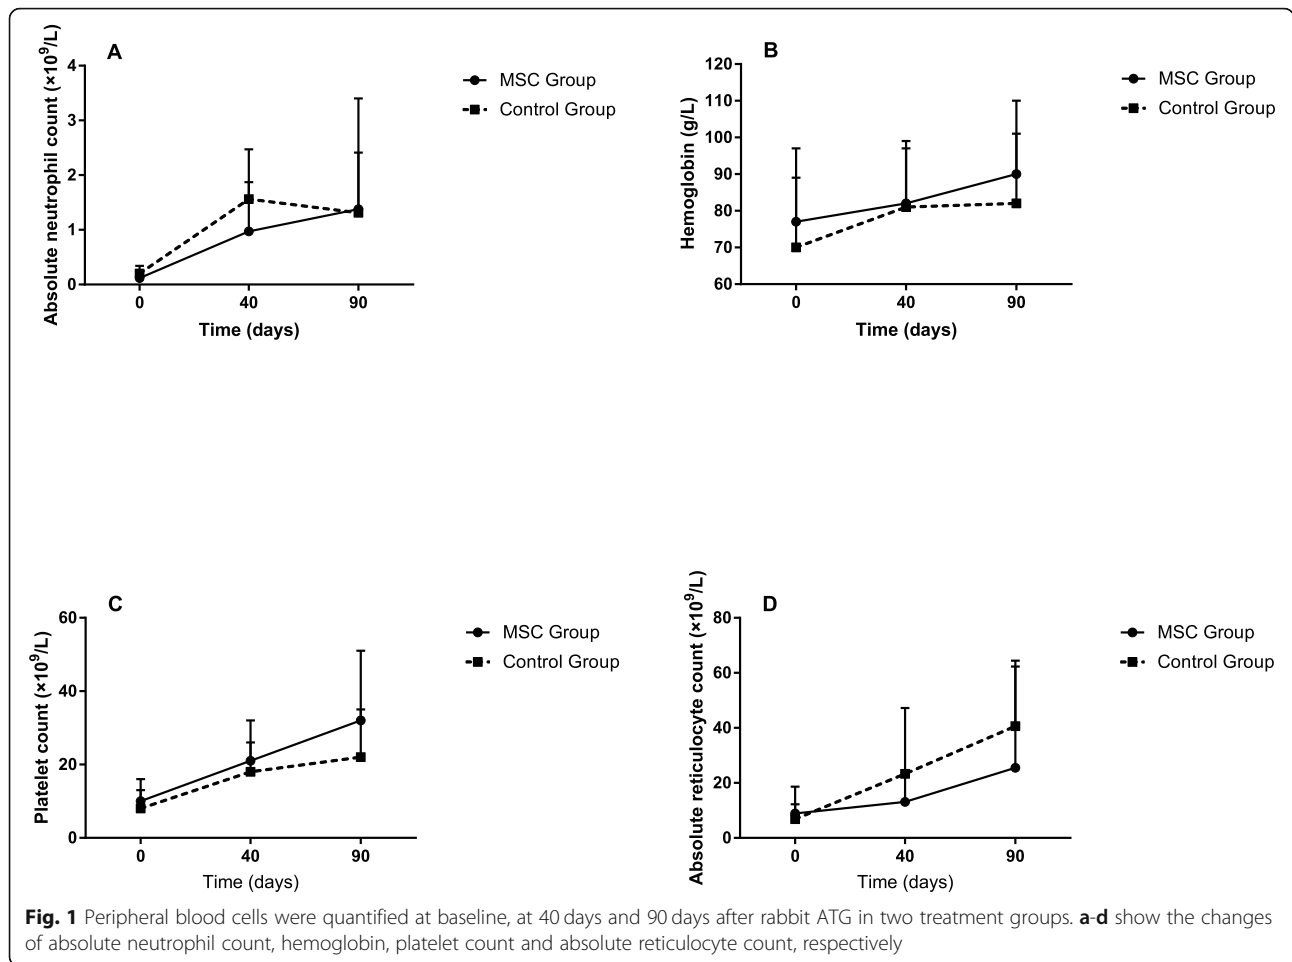 A
Absolute neutrophil count (×10⁹/L)
4
3
2
1
0
0 40 90
Time (days)
MSC Group
Control Group
B
Hemoglobin (g/L)
120
110
100
90
80
70
60
0 40 90
Time (days)
MSC Group
Control Group
C
Platelet count (×10⁹/L)
60
40
20
0
0 40 90
Time (days)
MSC Group
Control Group
D
Absolute reticulocyte count (×10⁹/L)
80
60
40
20
0
0 40 90
Time (days)
MSC Group
Control Group
Fig. 1 Peripheral blood cells were quantified at baseline, at 40 days and 90 days after rabbit ATG in two treatment groups. a-d show the changes
of absolute neutrophil count, hemoglobin, platelet count and absolute reticulocyte count, respectively